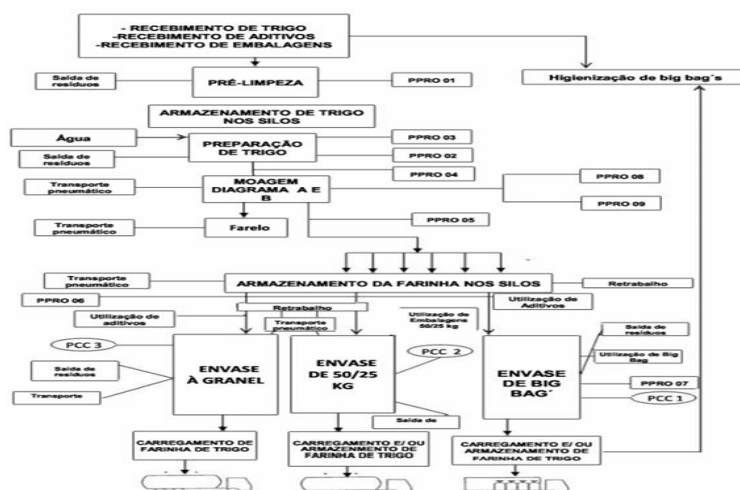 - RECEBIMENTO DE TRIGO
-RECEBIMENTO DE ADITIVOS
-RECEBIMENTO DE EMBALAGENS
Saída de
resíduos
PRÉ-LIMPEZA
PPRO 01
Higienização de big bag´s
ARMAZENAMENTO DE TRIGO
NOS SILOS
Água
PREPARAÇÃO
DE TRIGO
PPRO 03
Saída de
resíduos
PPRO 02
PPRO 04
Transporte
pneumático
MOAGEM
DIAGRAMA A E
B
PPRO 08
PPRO 09
Transporte
pneumático
Farelo
PPRO 05
Transporte
pneumático
ARMAZENAMENTO DA FARINHA NOS SILOS
Retrabalho
PPRO 06
Retrabalho
Utilização de
Aditivos
Utilização de
aditivos
Transporte
pneumático
Utilização de
Embalagens
50/25 kg
Saída de
resíduos
PCC 3
ENVASE
À GRANEL
ENVASE
DE 50/25
KG
PCC 2
ENVASE
DE BIG
BAG´
Utilização de Big
Bag
Saída de
resíduos
PPRO 07
Transporte
PCC 1
Saída de
CARREGAMENTO DE
FARINHA DE TRIGO
CARREGAMENTO E/ OU
ARMAZENMENTO DE
FARINHA DE TRIGO
CARREGAMENTO E/ OU
ARMAZENAMENTO DE
FARINHA DE TRIGO